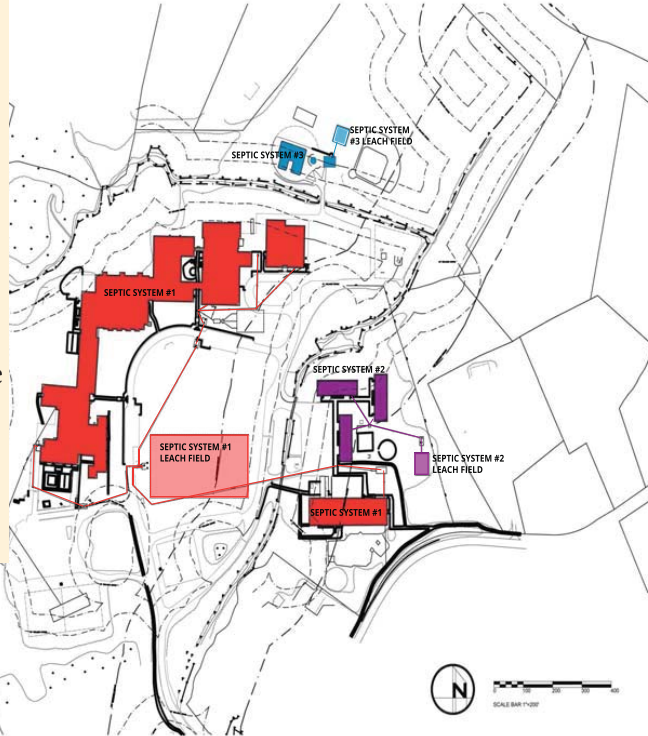 SEPTIC SYSTEM
#3 LEACH FIELD
SEPTIC SYSTEM #3
SEPTIC SYSTEM #1
SEPTIC SYSTEM #2
SEPTIC SYSTEM #1
LEACH FIELD
SEPTIC SYSTEM #2
LEACH FIELD
SEPTIC SYSTEM #1
e
N
0 100 200 300 400
SCALE BAR 1"=200'